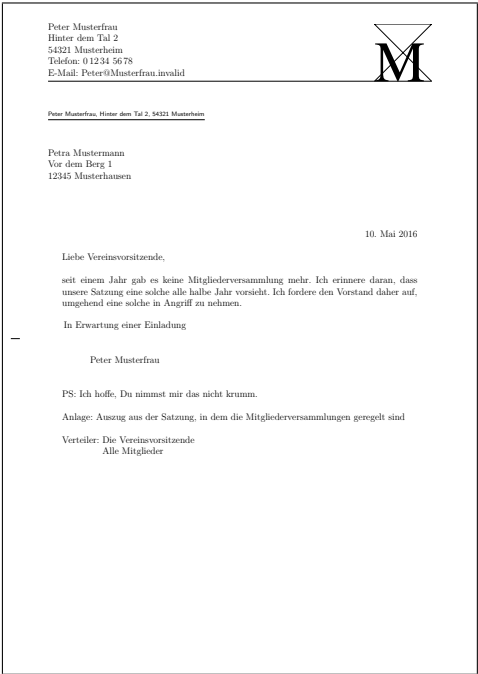 Peter Musterfrau
Hinter dem Tal 2
54321 Musterheim
Telefon: 0 12 34 56 78
E-Mail: Peter@Musterfrau.invalid
M
Peter Musterfrau, Hinter dem Tal 2, 54321 Musterheim
Petra Mustermann
Vor dem Berg 1
12345 Musterhausen
10. Mai 2016
Liebe Vereinsvorsitzende,
seit einem Jahr gab es keine Mitgliederversammlung mehr. Ich erinnere daran, dass
unsere Satzung eine solche alle halbe Jahr vorsieht. Ich fordere den Vorstand daher auf,
umgehend eine solche in Angriff zu nehmen.
In Erwartung einer Einladung
Peter Musterfrau
PS: Ich hoffe, Du nimmst mir das nicht krumm.
Anlage: Auszug aus der Satzung, in dem die Mitgliederversammlungen geregelt sind
Verteiler: Die Vereinsvorsitzende
Alle Mitglieder